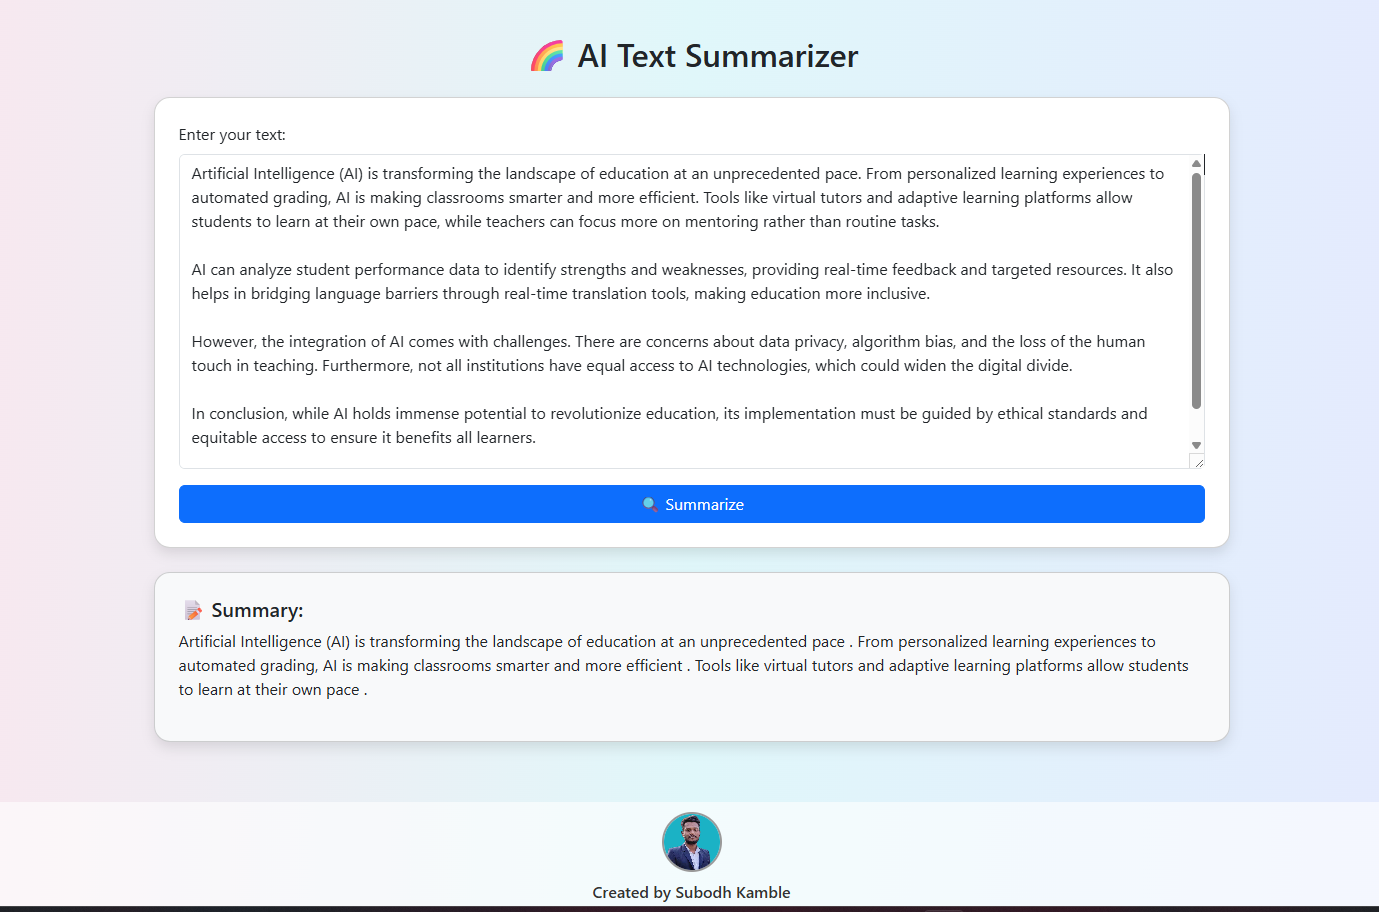 AI Text Summarizer
Enter your text:
Artificial Intelligence (AI) is transforming the landscape of education at an unprecedented pace. From personalized learning experiences to
automated grading, AI is making classrooms smarter and more efficient. Tools like virtual tutors and adaptive learning platforms allow
students to learn at their own pace, while teachers can focus more on mentoring rather than routine tasks.
AI can analyze student performance data to identify strengths and weaknesses, providing real-time feedback and targeted resources. It also
helps in bridging language barriers through real-time translation tools, making education more inclusive.
However, the integration of AI comes with challenges. There are concerns about data privacy, algorithm bias, and the loss of the human
touch in teaching. Furthermore, not all institutions have equal access to AI technologies, which could widen the digital divide.
In conclusion, while AI holds immense potential to revolutionize education, its implementation must be guided by ethical standards and
equitable access to ensure it benefits all learners.
Summarize
Summary:
Artificial Intelligence (AI) is transforming the landscape of education at an unprecedented pace . From personalized learning experiences to
automated grading, AI is making classrooms smarter and more efficient . Tools like virtual tutors and adaptive learning platforms allow students
to learn at their own pace .
Created by Subodh Kamble